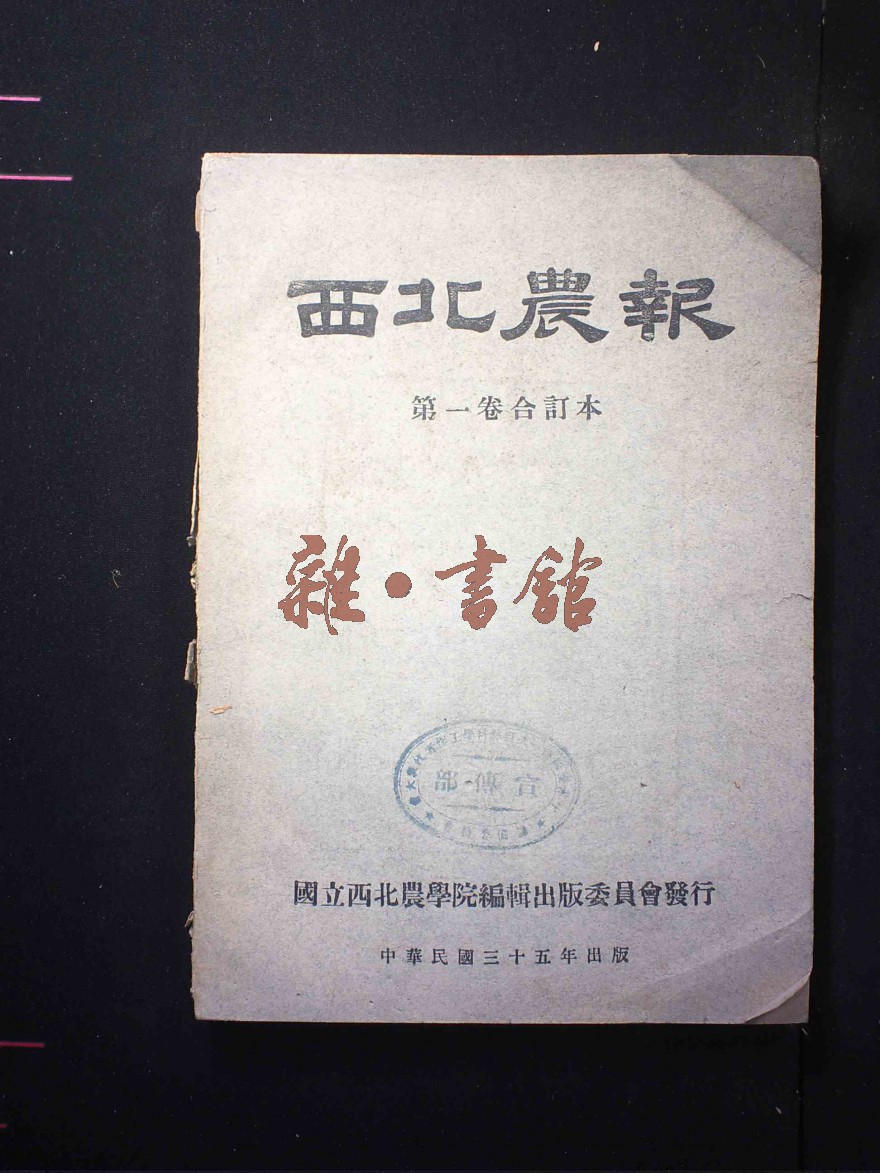 西北農報
第一卷合訂本
雜·書館
宣傳部
國立西北農學院編輯出版委員會發行
中華民國三十五年出版